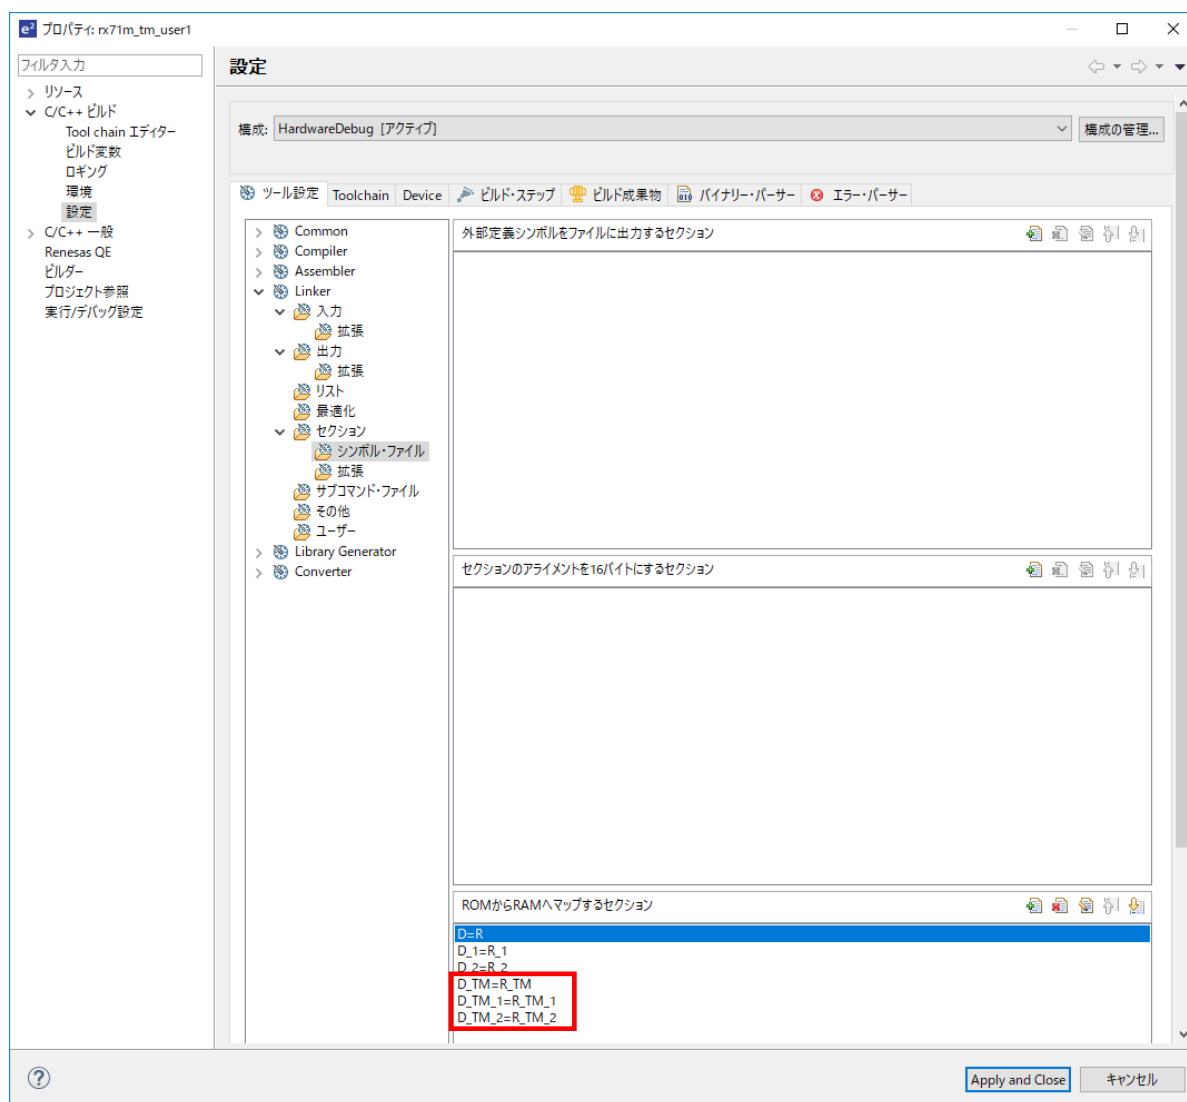 e² プロパティ: rx71m_tm_user1
フィルタ入力
設定
リソース
C/C++ ビルド
Tool chain エディター
ビルド変数
ロギング
環境
設定
C/C++ 一般
Renesas QE
ビルダー
プロジェクト参照
実行/デバッグ設定
構成: HardwareDebug [アクティブ]
構成の管理...
ツール設定 Toolchain Device ビルド・ステップ ビルド成果物 バイナリー・パーサー エラー・パーサー
Common
Compiler
Assembler
Linker
入力
拡張
出力
拡張
リスト
最適化
セクション
シンボル・ファイル
拡張
サブコマンド・ファイル
その他
ユーザー
Library Generator
Converter
外部定義シンボルをファイルに出力するセクション
セクションのアライメントを16バイトにするセクション
ROMからRAMへマップするセクション
D=R
D_1=R_1
D_2=R_2
D_TM=R_TM
D_TM_1=R_TM_1
D_TM_2=R_TM_2
?
Apply and Close
キャンセル